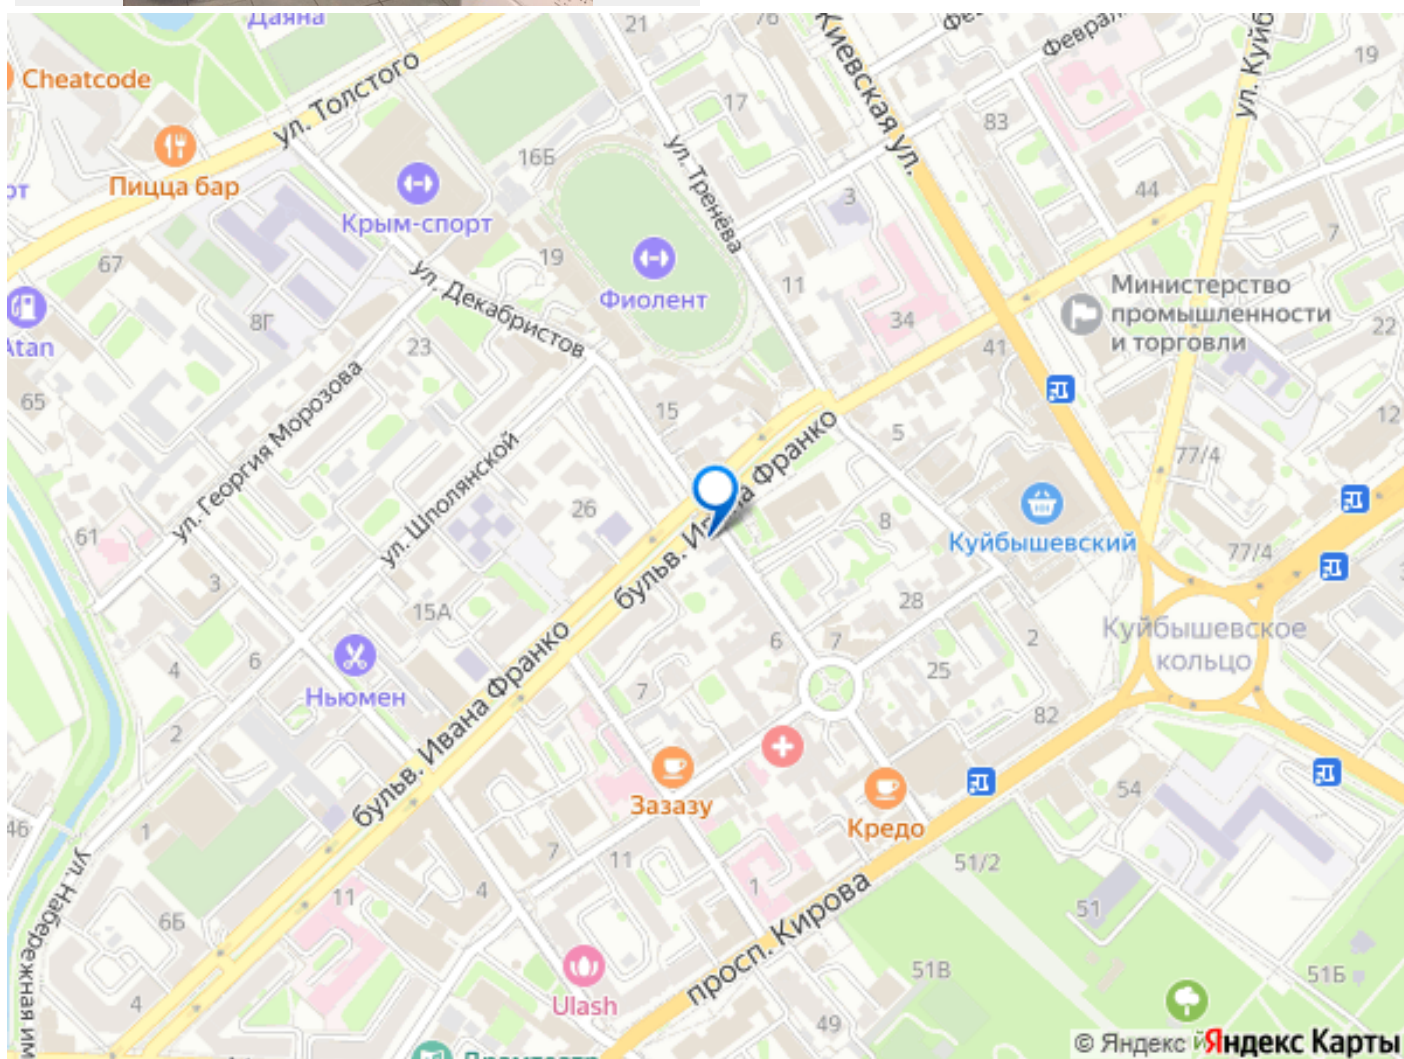 Даяна
21
76
19
Cheatcode
ул. Толстого
Киевская ул.
17
83
Пицца бар
16Б
Крым-спорт
ул. Тренёва
3
44
7
67
19
ул. Декабристов
Фиолент
11
34
Министерство
промышленности
и торговли
22
8Г
Atan
23
41
65
ул. Георгия Морозова
15
5
12
ул. Шполянской
бульв. Ивана Франко
77/4
26
8
Куйбышевский
61
77/4
3
15А
28
Куйбышевское
кольцо
4
6
6
7
2
25
Ньюмен
7
2
82
бульв. Ивана Франко
Зазазу
54
Кредо
46
1
7
11
51/2
ул. Набережная им
11
4
1
51
6Б
просп. Кирова
51В
51Б
4
Ulash
49
© Яндекс
Яндекс Карты